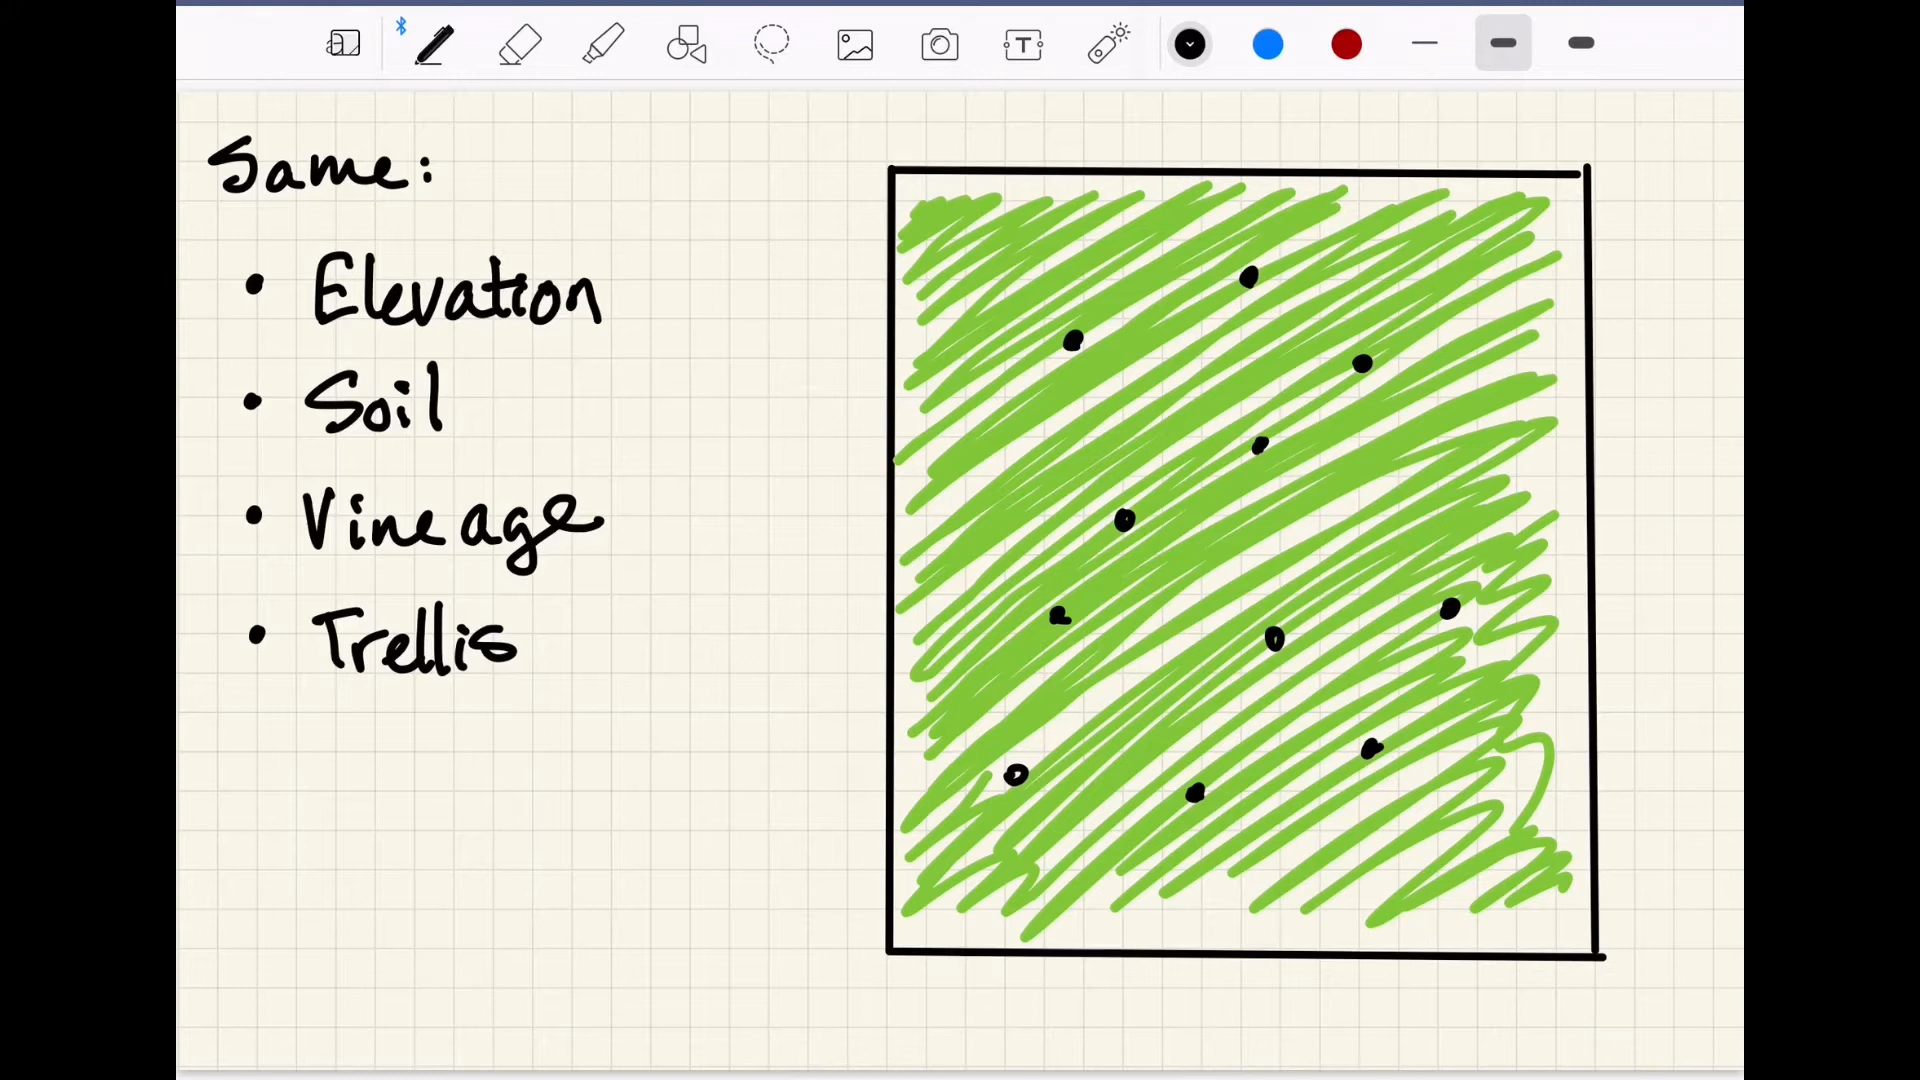 Same:
• Elevation
• Soil
• Vine age
• Trellis